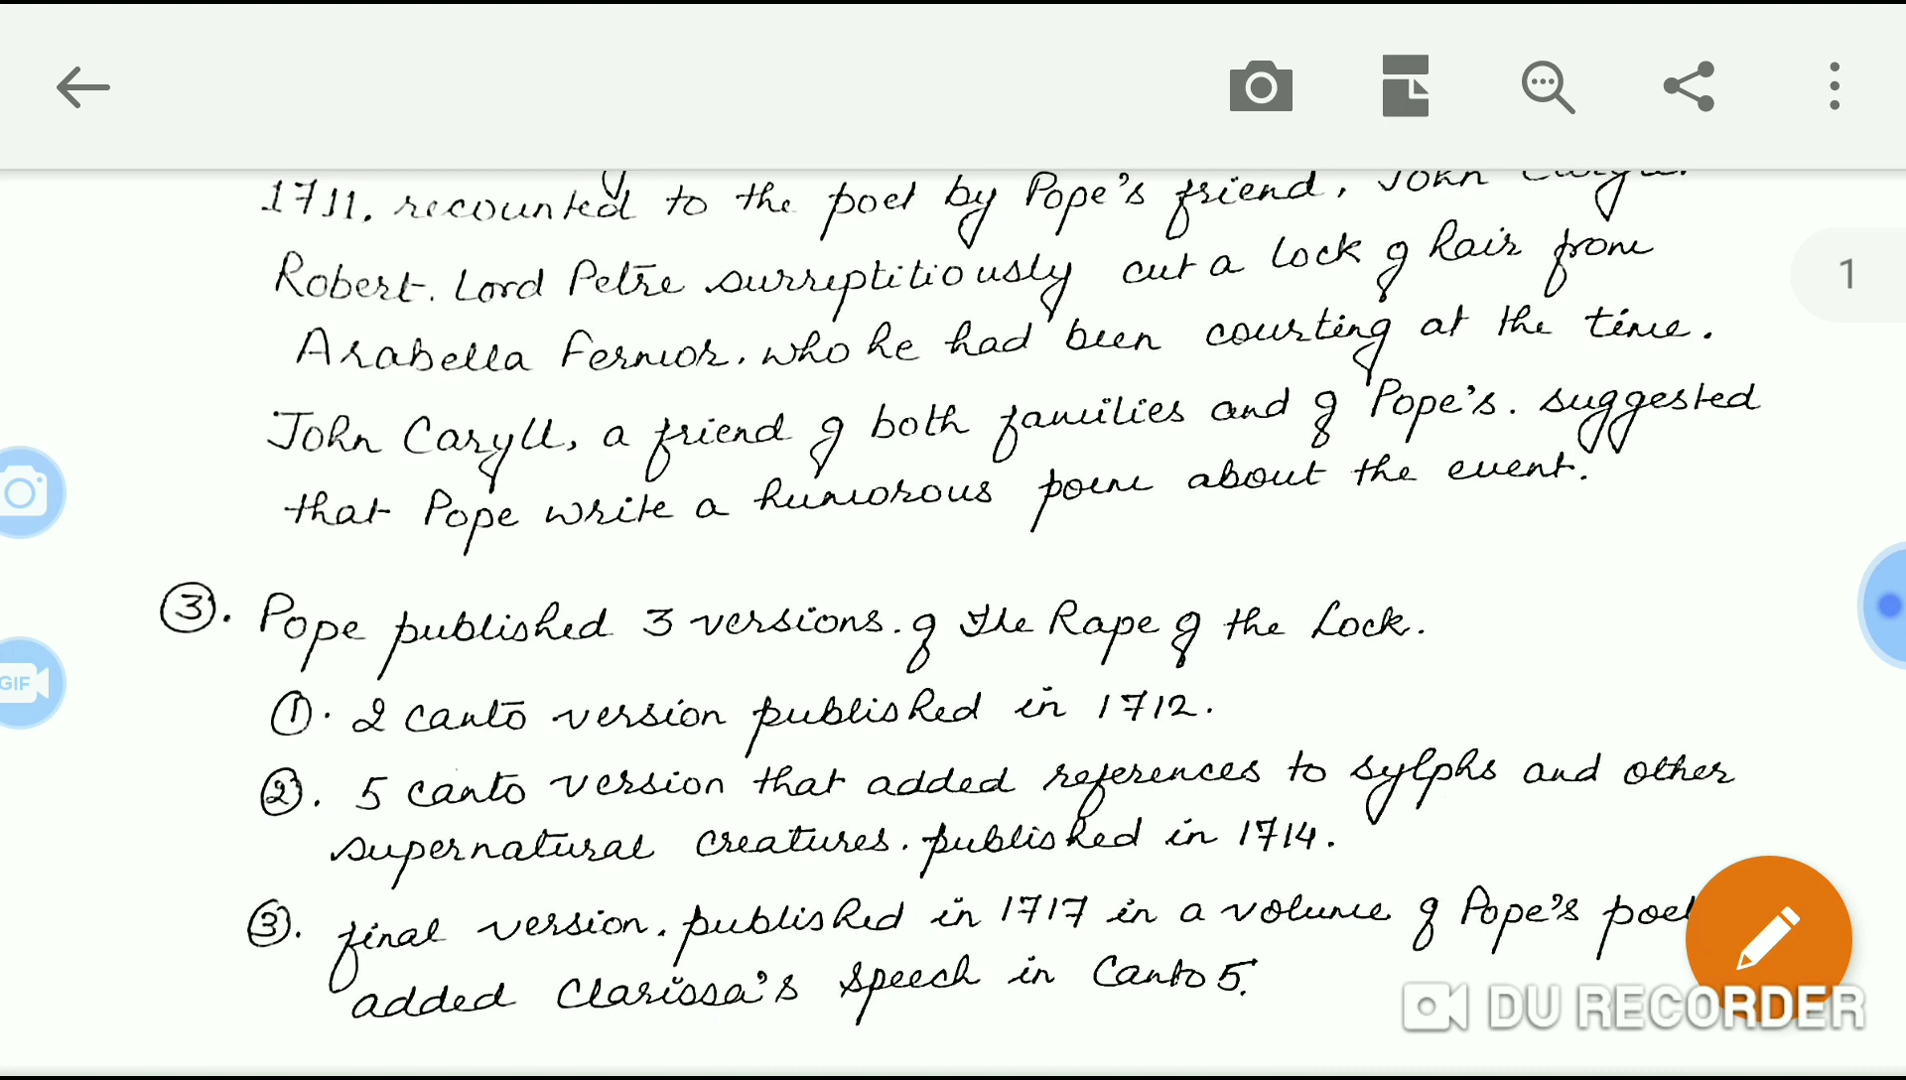 1711. recounted to the poet by Pope's friend, John
Robert. Lord Petre surreptitiously cut a lock of hair from
Arabella Fermor. who he had been courting at the time.
John Caryll, a friend of both families and of Pope's. suggested
that Pope write a humorous poem about the event.
1
③. Pope published 3 versions. of The Rape of the Lock.
①. 2 canto version published in 1712.
②. 5 canto version that added references to sylphs and other
supernatural creatures. published in 1714.
③. final version. published in 1717 in a volume of Pope's poet
added Clarissa's speech in Canto 5.
GIF
DU RECORDER